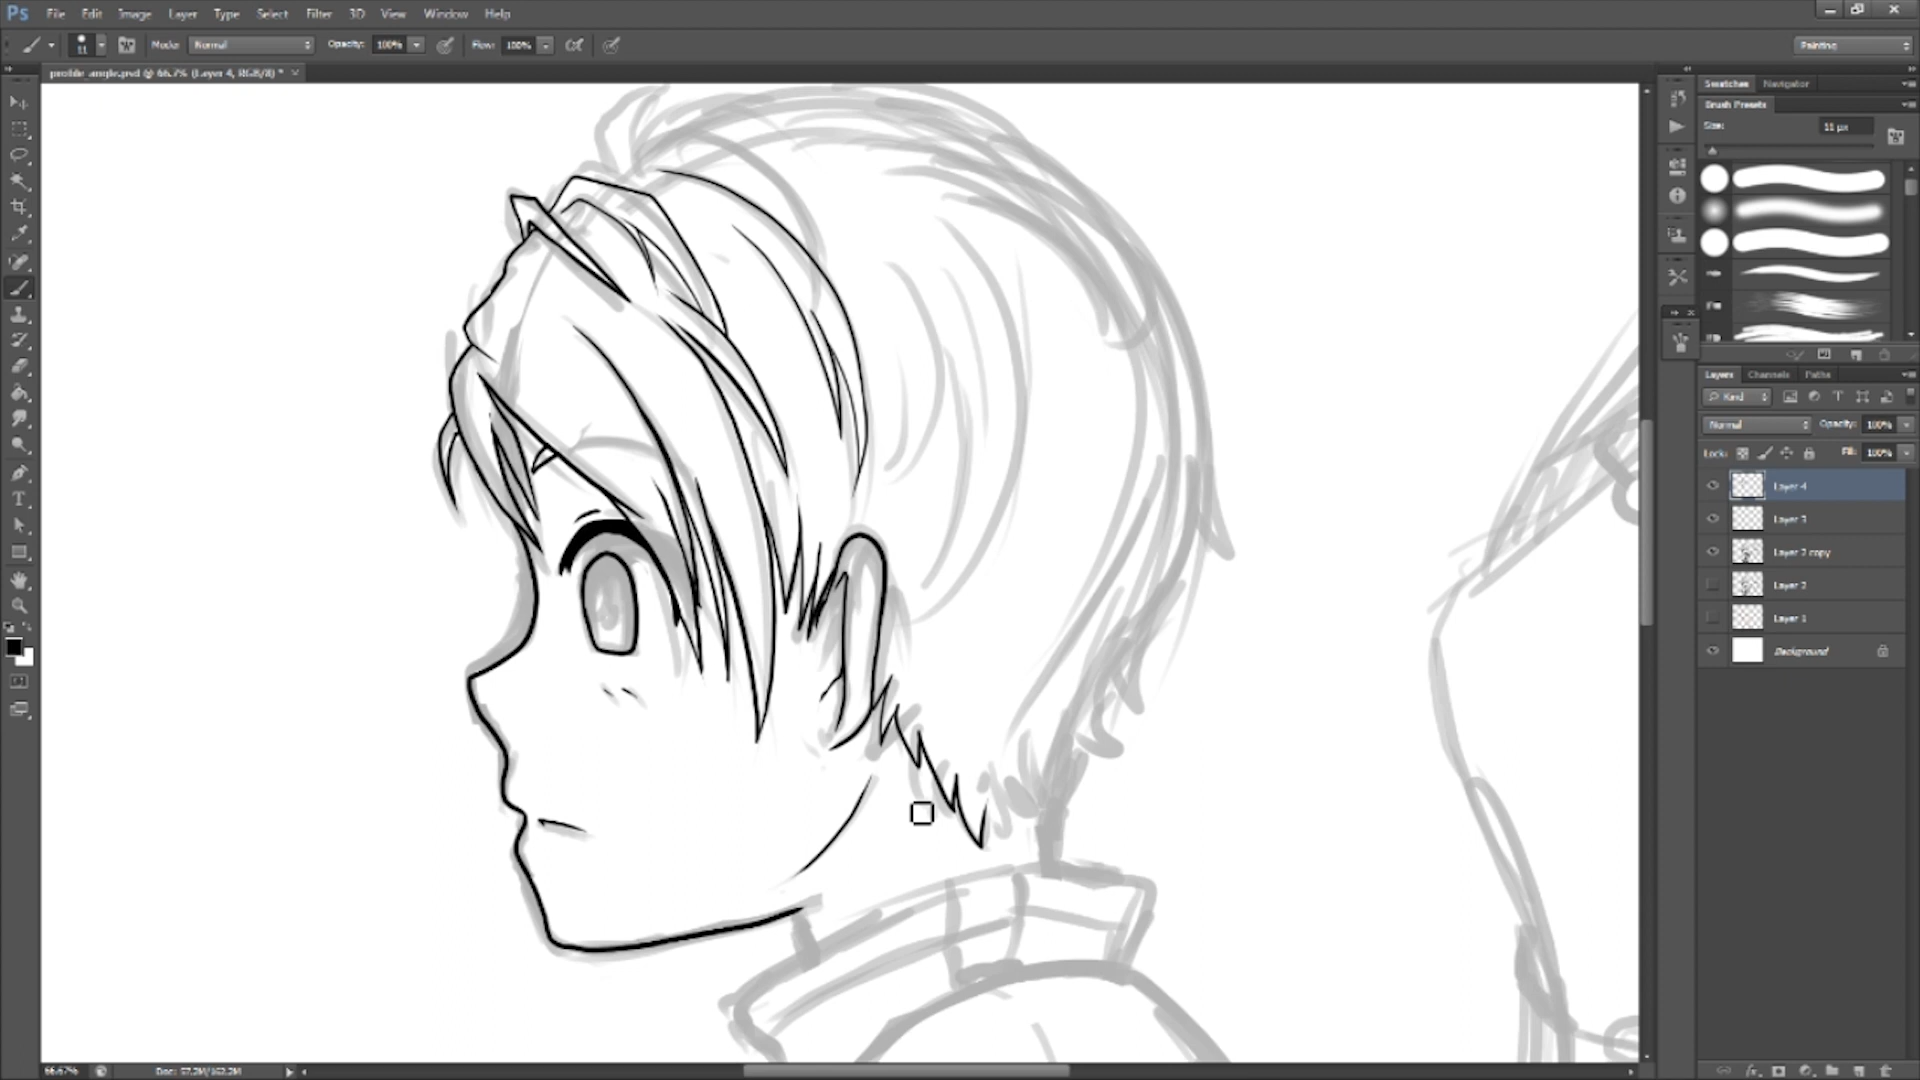 Ps File Edit Image Layer Type Select Filter 3D View Window Help
11 Mode: Normal Opacity: 100% Flow: 100% Painting
profile_angle.psd @ 66.7% (Layer 4, RGB/8) * ×
Swatches Navigator
Brush Presets
Size: 11 px
Layers Channels Paths
Kind
Normal Opacity: 100%
Lock: Fill: 100%
Layer 4
Layer 3
Layer 2 copy
Layer 2
Layer 1
Background
66.67% Doc: 57.2M/162.2M